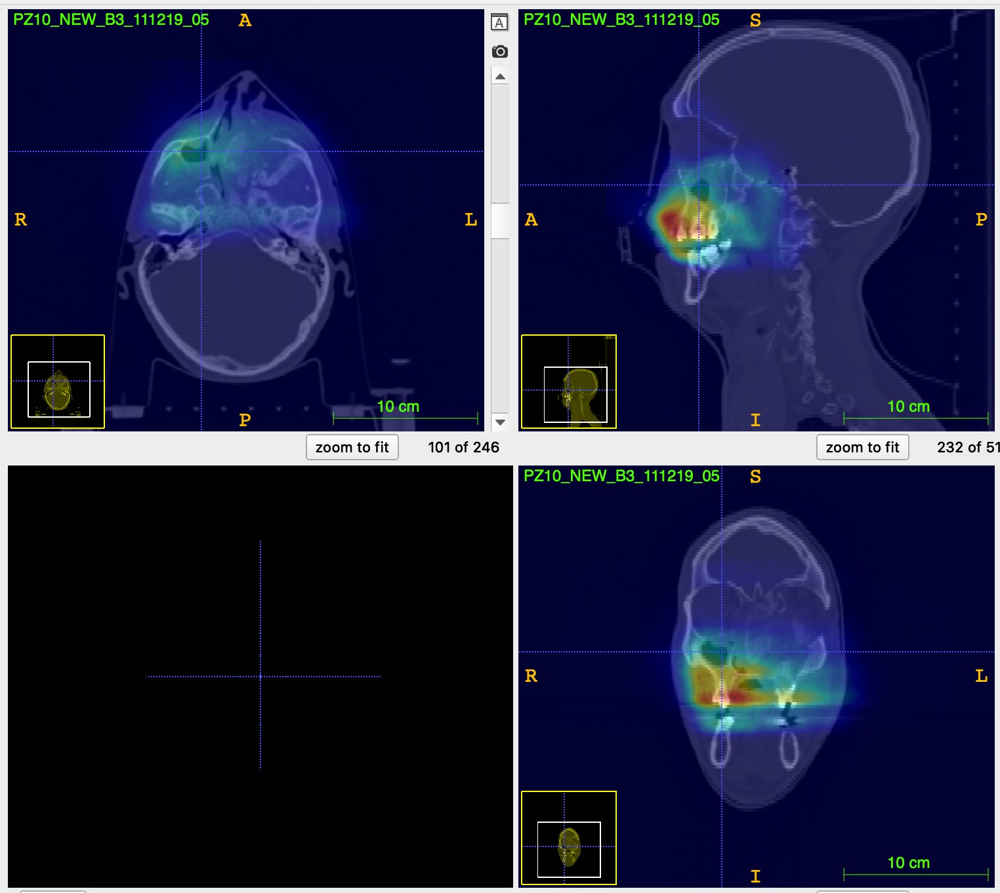 PZ10_NEW_B3_111219_05
A
R
L
P
10 cm
A
PZ10_NEW_B3_111219_05
S
A
P
I
10 cm
zoom to fit
101 of 246
zoom to fit
232 of 51
PZ10_NEW_B3_111219_05
S
R
L
I
10 cm